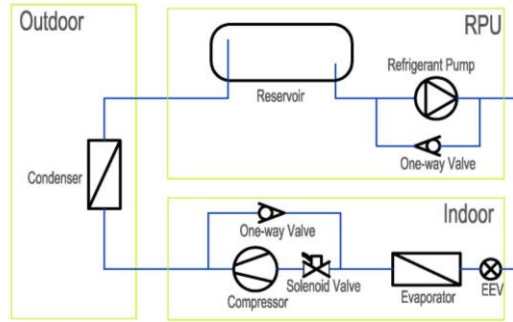 Outdoor
RPU
Refrigerant Pump
Reservoir
One-way Valve
Condenser
Indoor
One-way Valve
Solenoid Valve
Compressor
Evaporator
EEV